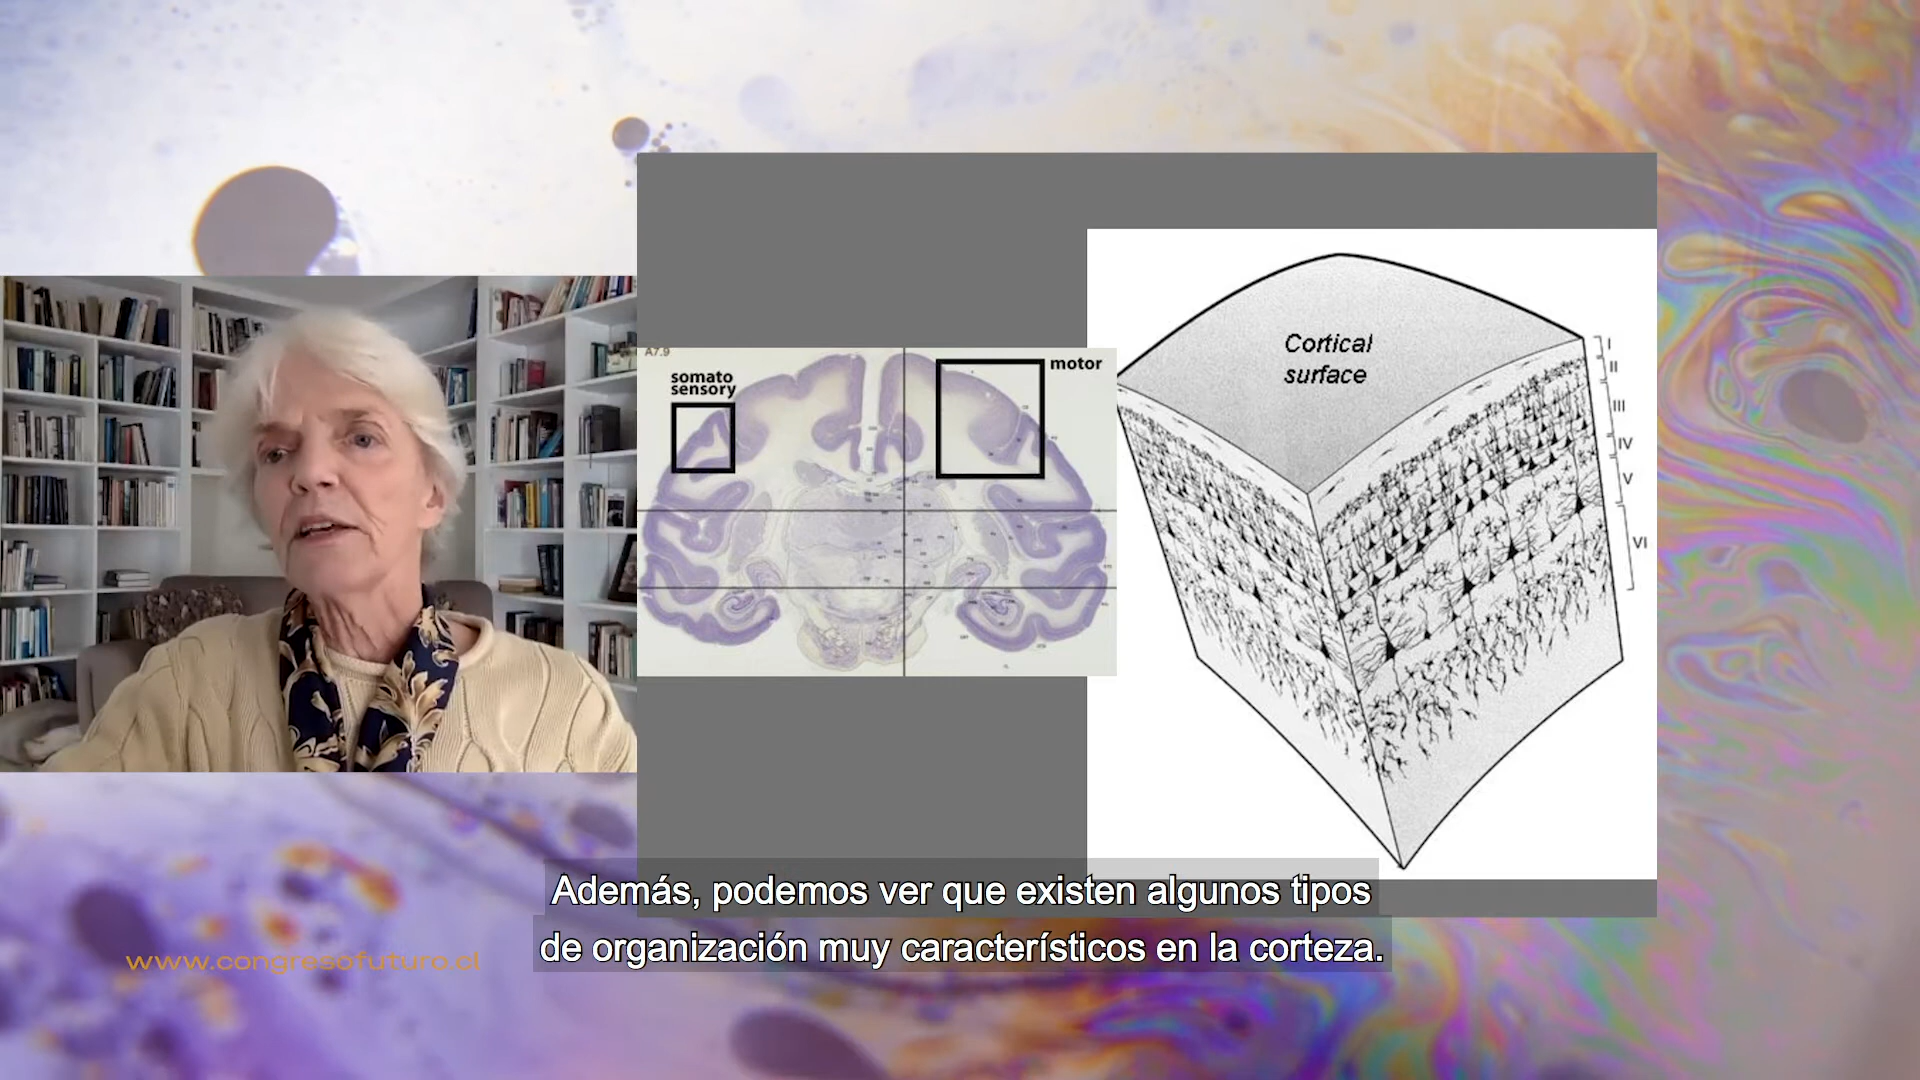 A7.9
somato
sensory
motor
Cortical
surface
I
II
III
IV
V
VI
Además, podemos ver que existen algunos tipos
de organización muy característicos en la corteza.
www.congresofuturo.cl